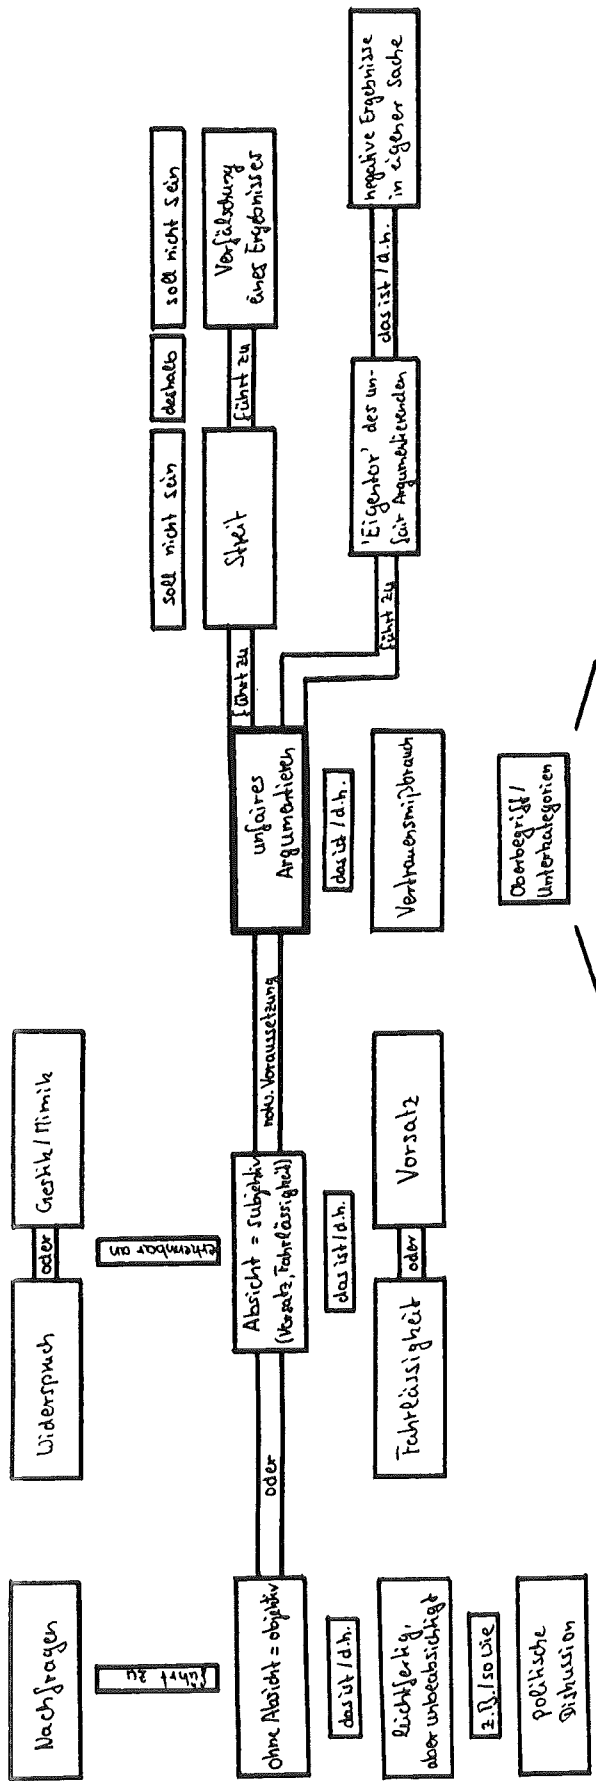 Nachfragen
führt zu
ohne Absicht = objektiv
das ist / d.h.
leichtfertig,
aber unbeabsichtigt
z.B. / so wie
politische
Diskussion
oder
Widerspruch
oder
Gestik / Mimik
erkennbar an
Absicht = subjektiv
(Vorsatz, Fahrlässigkeit)
das ist / d.h.
Fahrlässigkeit
oder
Vorsatz
notw. Voraussetzung
unfaires
Argumentieren
das ist / d.h.
Vertrauensmißbrauch
Oberbegriff /
Unterkategorien
führt zu
soll nicht sein
Streit
deshalb
führt zu
soll nicht sein
Verfälschung
eines Ergebnisses
führt zu
'Eigentor' des un-
fair Argumentierenden
das ist / d.h.
negative Ergebnisse
in eigener Sache